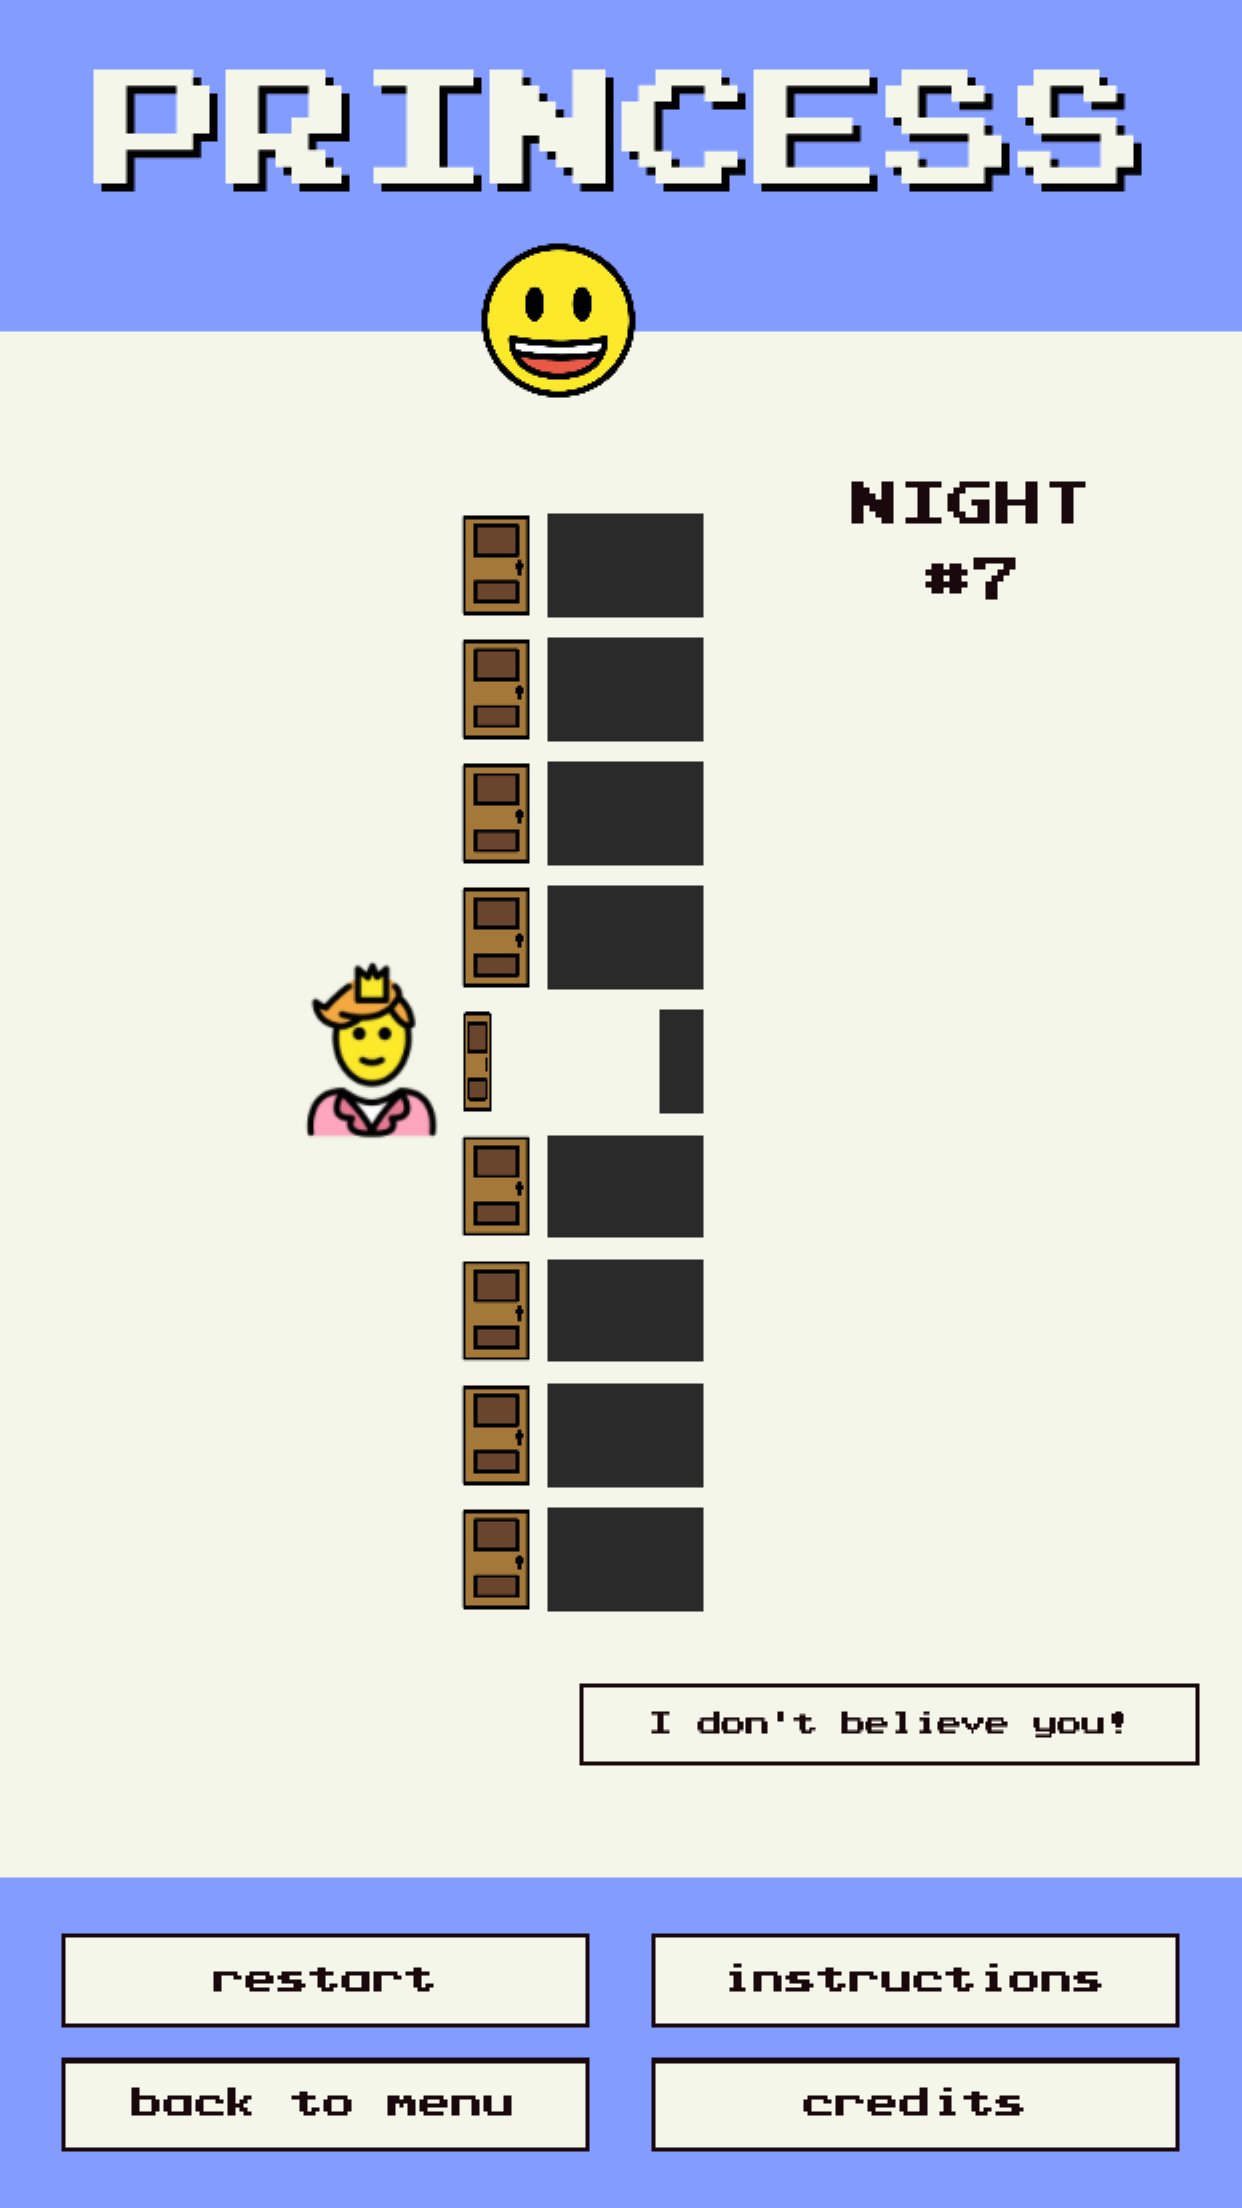 PRINCESS
NIGHT
#7
I don't believe you!
restart
instructions
back to menu
credits